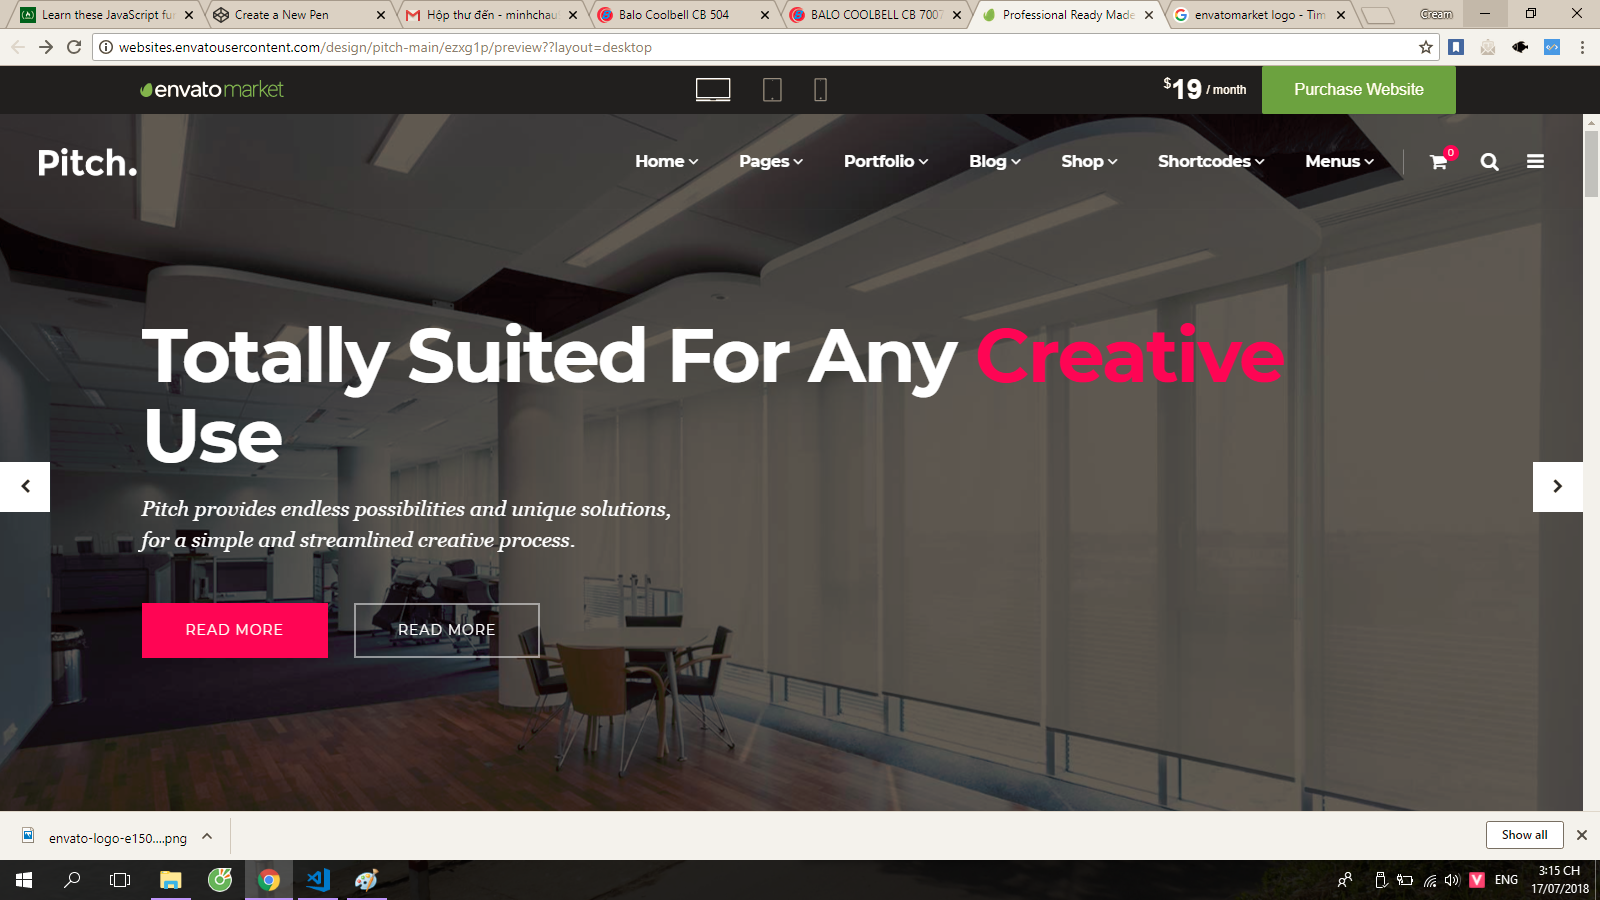 Learn these JavaScript fu
Create a New Pen
Hộp thư đến - minhchau
Balo Coolbell CB 504
BALO COOLBELL CB 7007
Professional Ready Made
envatomarket logo - Tìm
Cream
websites.envatousercontent.com/design/pitch-main/ezxg1p/preview??layout=desktop
envato market
$19 / month
Purchase Website
Pitch.
Home
Pages
Portfolio
Blog
Shop
Shortcodes
Menus
0
Totally Suited For Any Creative
Use
Pitch provides endless possibilities and unique solutions,
for a simple and streamlined creative process.
READ MORE
READ MORE
envato-logo-e150....png
Show all
ENG
3:15 CH
17/07/2018